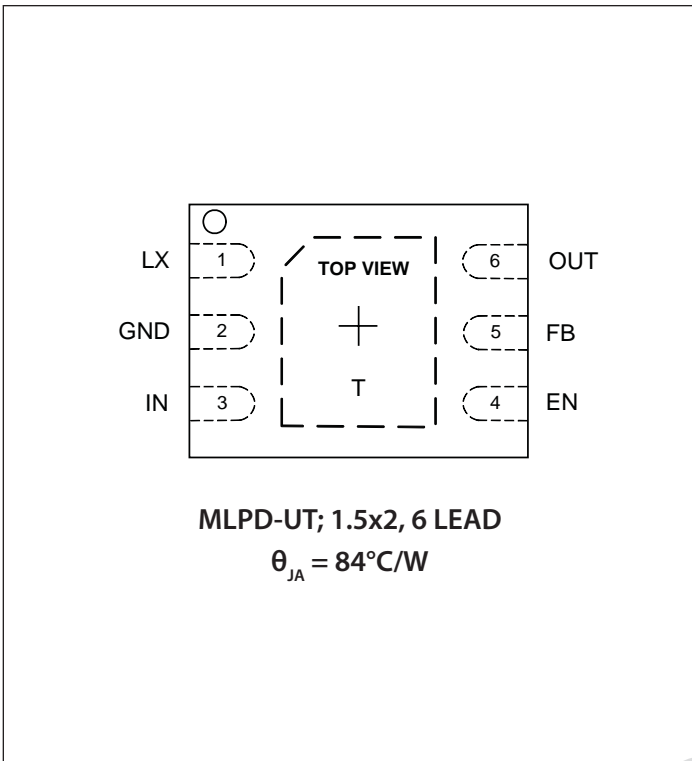 TOP VIEW
LX 1 6 OUT
GND 2 5 FB
T
IN 3 4 EN
MLPD-UT; 1.5x2, 6 LEAD
θJA = 84°C/W